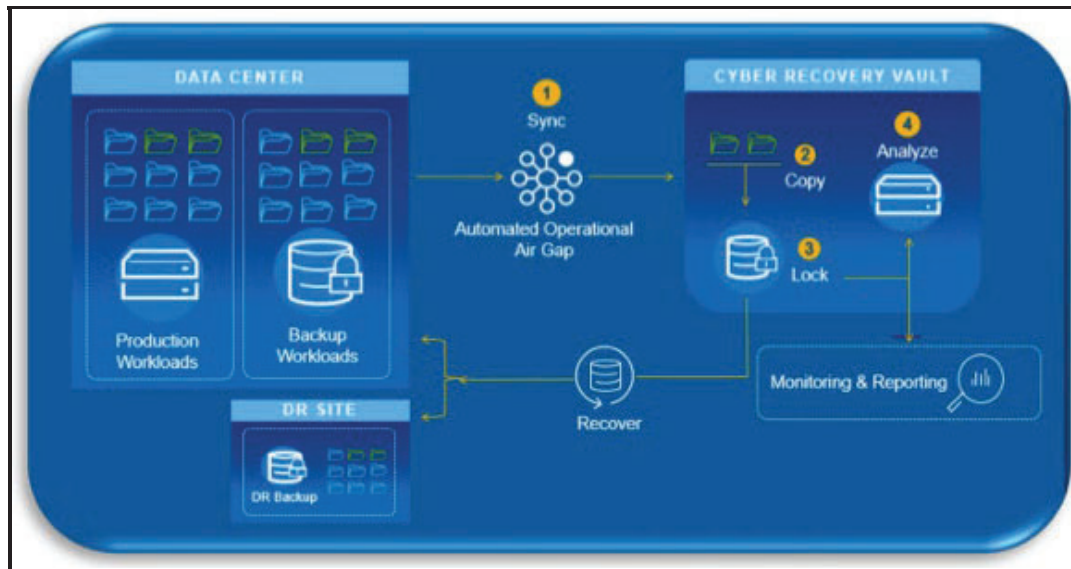 DATA CENTER
Production
Workloads
Backup
Workloads
1
Sync
Automated Operational
Air Gap
CYBER RECOVERY VAULT
2
Copy
3
Lock
4
Analyze
Monitoring & Reporting
Recover
DR SITE
DR Backup